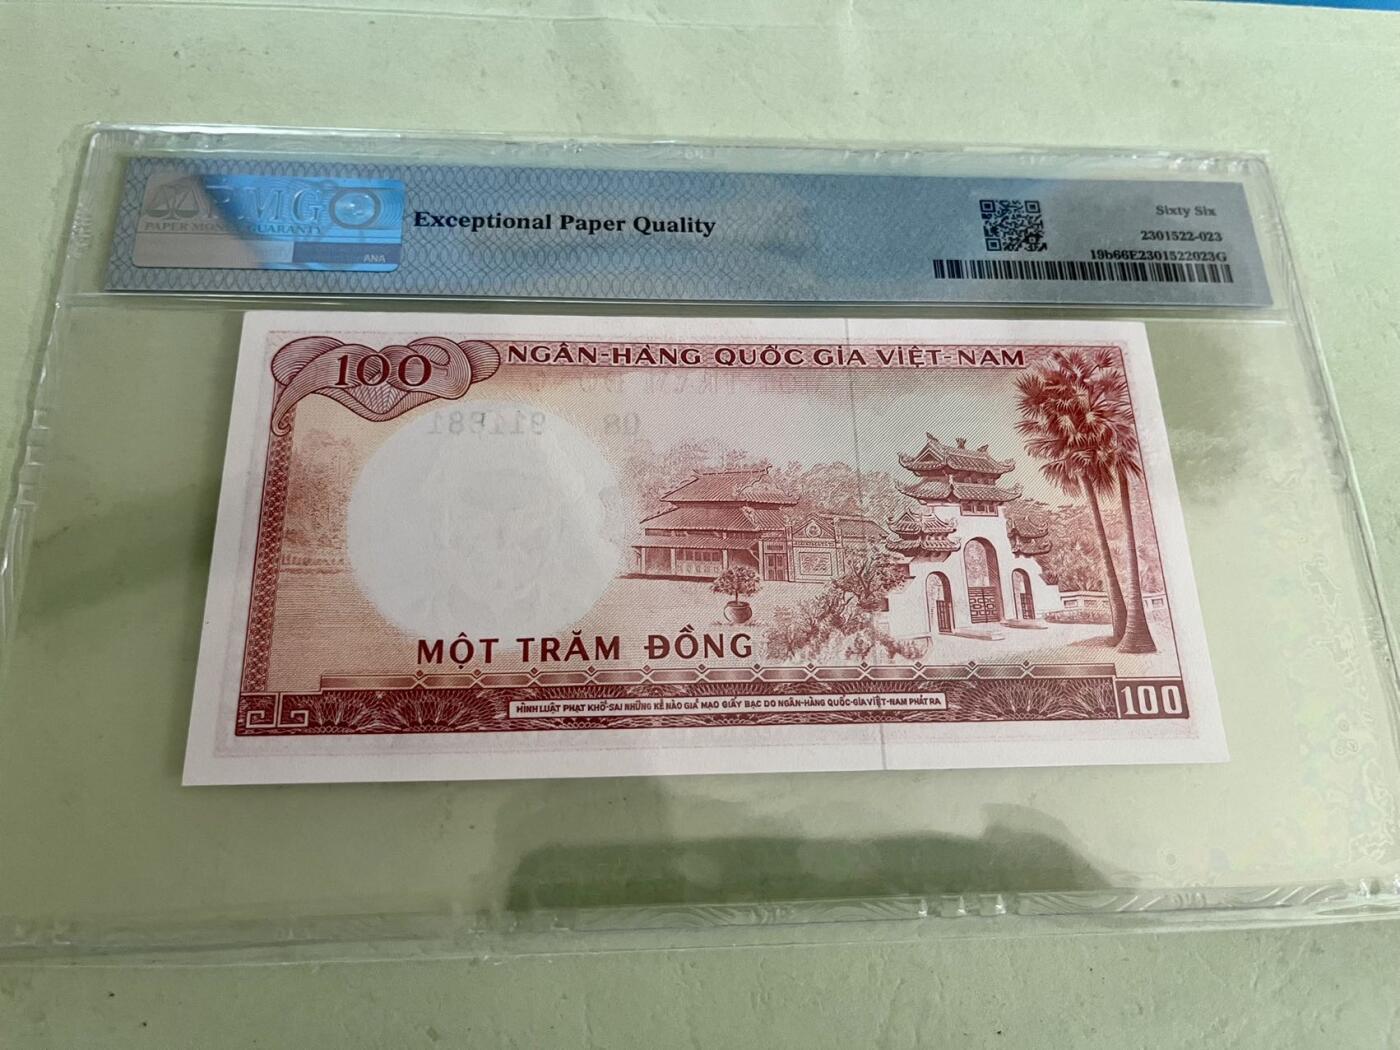 PMG
PAPER MONEY GUARANTY
ANA
Exceptional Paper Quality
Sixty Six
2301522-023
19b66E2301522023G
100
NGÂN-HÀNG QUỐC GIA VIỆT-NAM
MỘT TRĂM ĐỒNG
HÌNH LUẬT PHẠT KHỔ-SAI NHỮNG KẺ NÀO GIẢ MẠO GIẤY BẠC DO NGÂN-HÀNG QUỐC-GIA VIỆT-NAM PHÁT RA
100